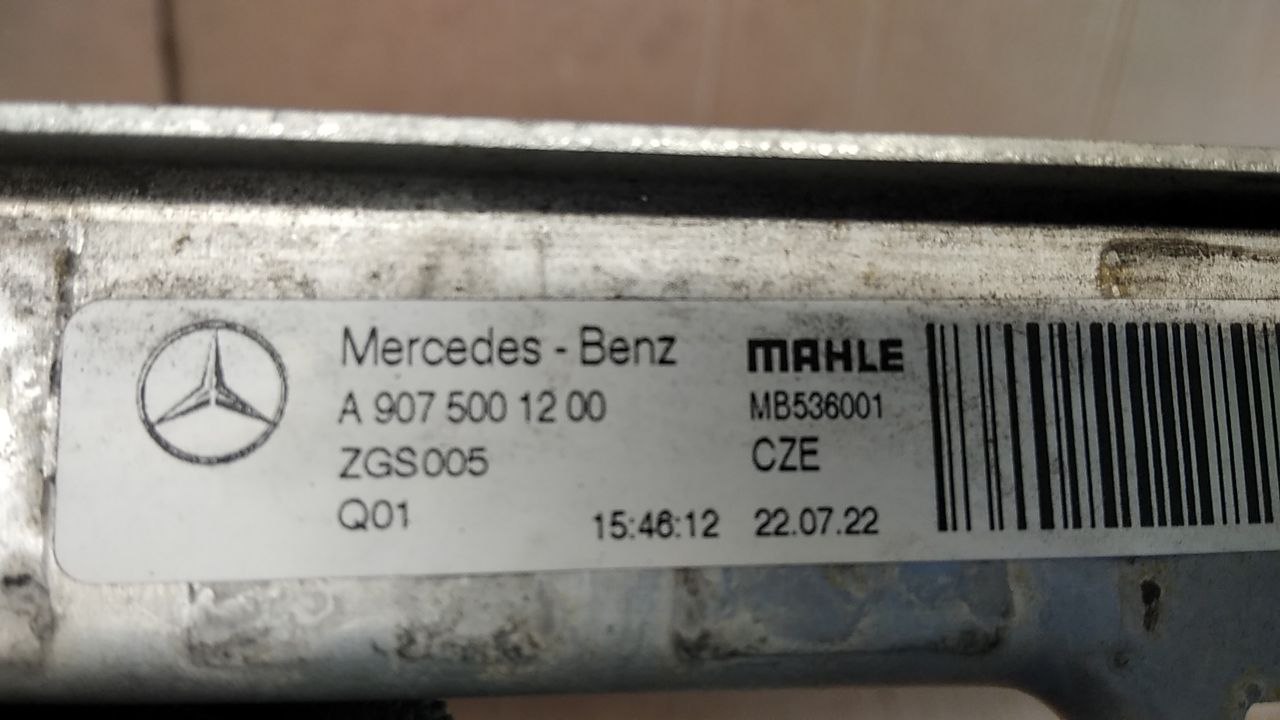 Mercedes - Benz
A 907 500 12 00
ZGS005
Q01
15:46:12 22.07.22
MAHLE
MB536001
CZE